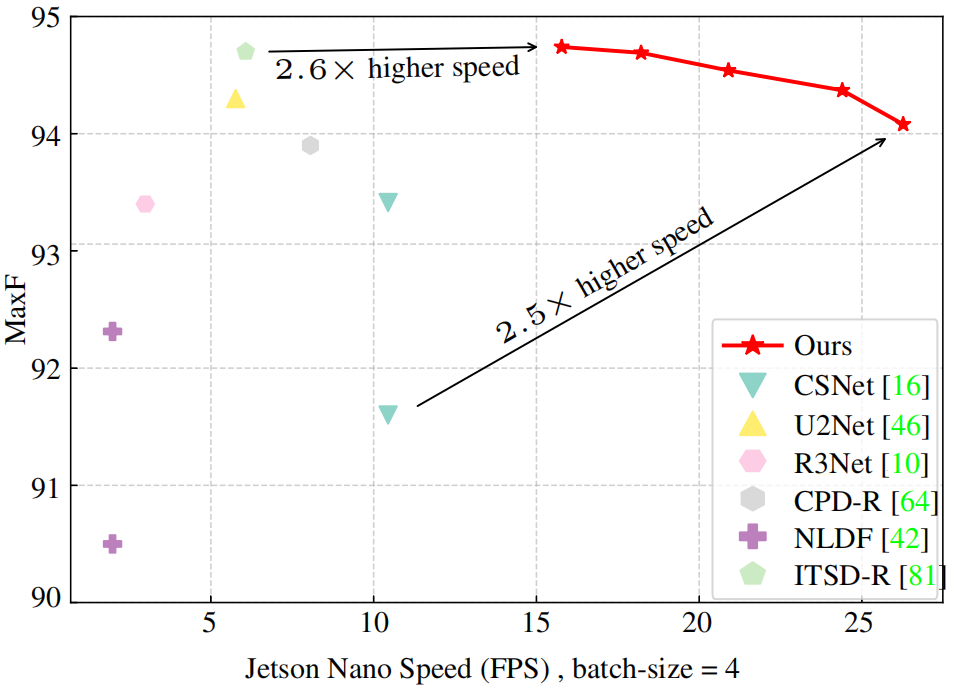 95
94
93
92
91
90
MaxF
2.6× higher speed
2.5× higher speed
Ours
CSNet [16]
U2Net [46]
R3Net [10]
CPD-R [64]
NLDF [42]
ITSD-R [81]
5
10
15
20
25
Jetson Nano Speed (FPS) , batch-size = 4